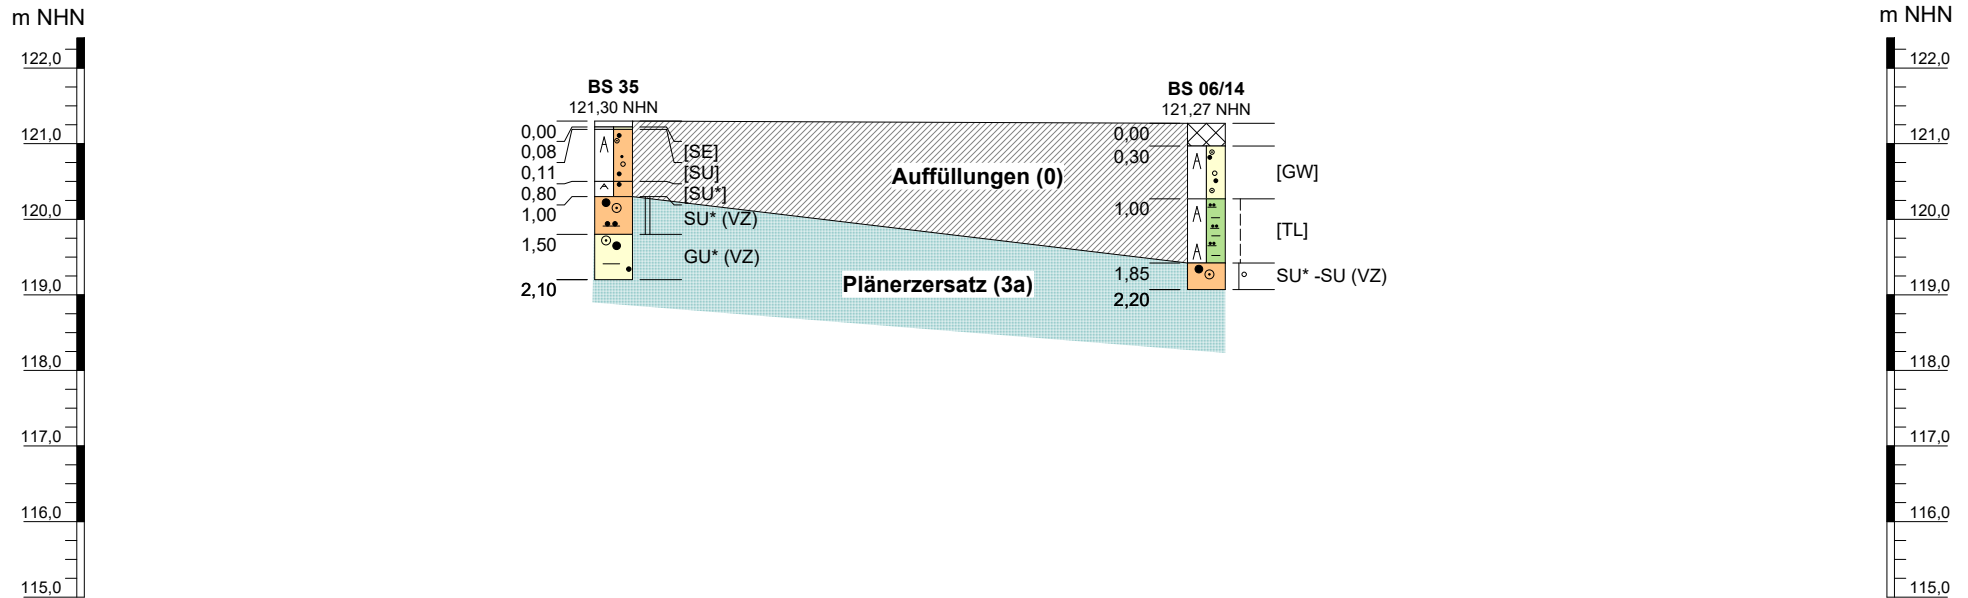 m NHN
122,0
121,0
120,0
119,0
118,0
117,0
116,0
115,0
BS 35
121,30 NHN
0,00
0,08
0,11
0,80
1,00
1,50
2,10
[SE]
[SU]
[SU*]
SU* (VZ)
GU* (VZ)
Auffüllungen (0)
Plänerzersatz (3a)
BS 06/14
121,27 NHN
0,00
0,30
1,00
1,85
2,20
[GW]
[TL]
SU* -SU (VZ)
m NHN
122,0
121,0
120,0
119,0
118,0
117,0
116,0
115,0